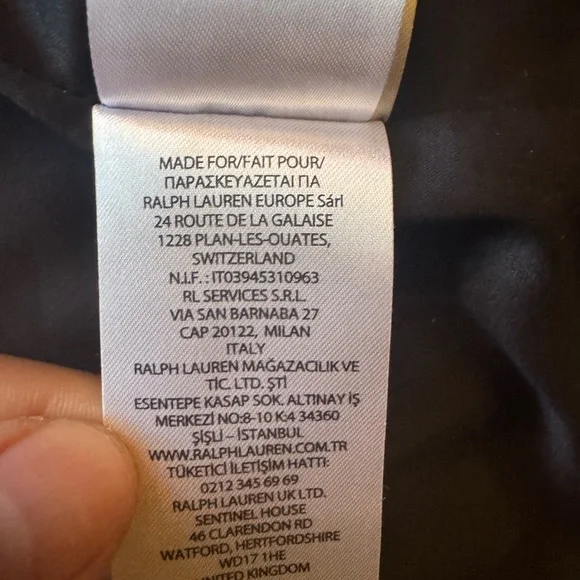 MADE FOR/FAIT POUR/
ΠΑΡΑΣΚΕΥΑΖΕΤΑΙ ΓΙΑ
RALPH LAUREN EUROPE Sárl
24 ROUTE DE LA GALAISE
1228 PLAN-LES-OUATES,
SWITZERLAND
N.I.F. : IT03945310963
RL SERVICES S.R.L.
VIA SAN BARNABA 27
CAP 20122, MILAN
ITALY
RALPH LAUREN MAĞAZACILIK VE
TİC. LTD. ŞTİ
ESENTEPE KASAP SOK. ALTINAY İŞ
MERKEZİ NO:8-10 K:4 34360
ŞİŞLİ – İSTANBUL
WWW.RALPHLAUREN.COM.TR
TÜKETİCİ İLETİŞİM HATTI:
0212 345 69 69
RALPH LAUREN UK LTD.
SENTINEL HOUSE
46 CLARENDON RD
WATFORD, HERTFORDSHIRE
WD17 1HE
UNITED KINGDOM